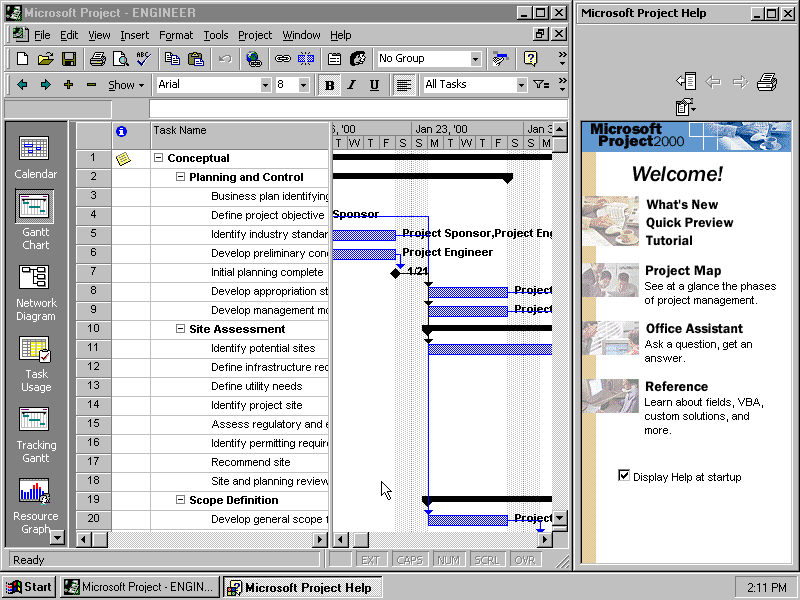 Microsoft Project - ENGINEER
File Edit View Insert Format Tools Project Window Help
No Group
Show Arial 8 B I U All Tasks
Calendar
Gantt
Chart
Network
Diagram
Task
Usage
Tracking
Gantt
Resource
Graph
Task Name
1 Conceptual
2 Planning and Control
3 Business plan identifying
4 Define project objective
5 Identify industry standar
6 Develop preliminary con
7 Initial planning complete
8 Develop appropriation st
9 Develop management mo
10 Site Assessment
11 Identify potential sites
12 Define infrastructure rec
13 Define utility needs
14 Identify project site
15 Assess regulatory and e
16 Identify permitting requir
17 Recommend site
18 Site and planning review
19 Scope Definition
20 Develop general scope
, '00 Jan 23, '00 Jan 3
T W T F S S M T W T F S S M
Sponsor
Project Sponsor,Project Eng
Project Engineer
1/21
Project
Project
Project
Ready EXT CAPS NUM SCRL OVR
Microsoft Project Help
Microsoft
Project 2000
Welcome!
What's New
Quick Preview
Tutorial
Project Map
See at a glance the phases
of project management.
Office Assistant
Ask a question, get an
answer.
Reference
Learn about fields, VBA,
custom solutions, and
more.
Display Help at startup
Start Microsoft Project - ENGIN... Microsoft Project Help 2:11 PM